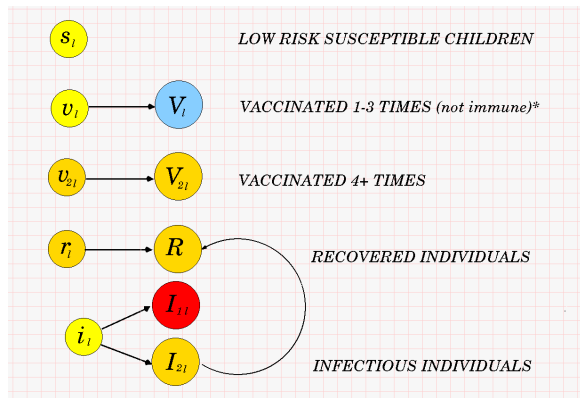 s_l LOW RISK SUSCEPTIBLE CHILDREN
v_l V_l VACCINATED 1-3 TIMES (not immune)*
v_2l V_2l VACCINATED 4+ TIMES
r_l R RECOVERED INDIVIDUALS
I_1l
i_l
I_2l INFECTIOUS INDIVIDUALS